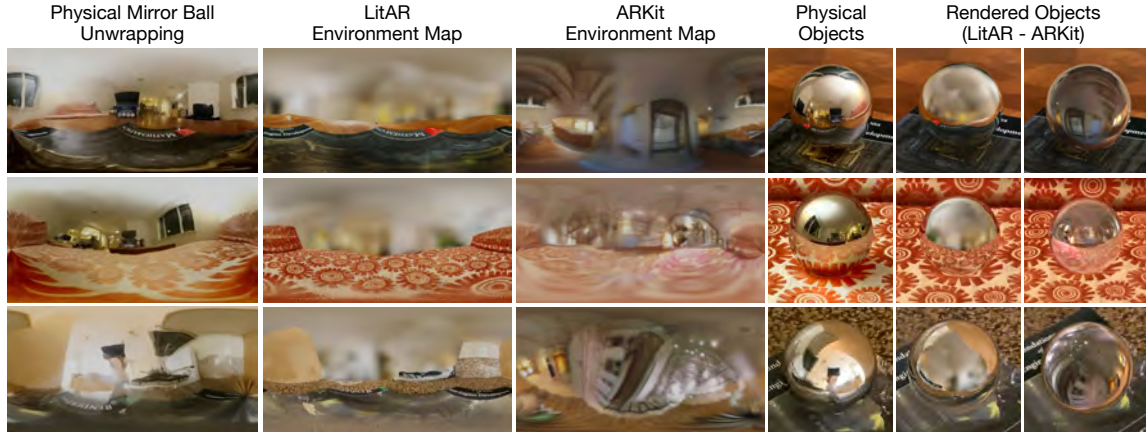 Physical Mirror Ball
Unwrapping
LitAR
Environment Map
ARKit
Environment Map
Physical
Objects
Rendered Objects
(LitAR - ARKit)